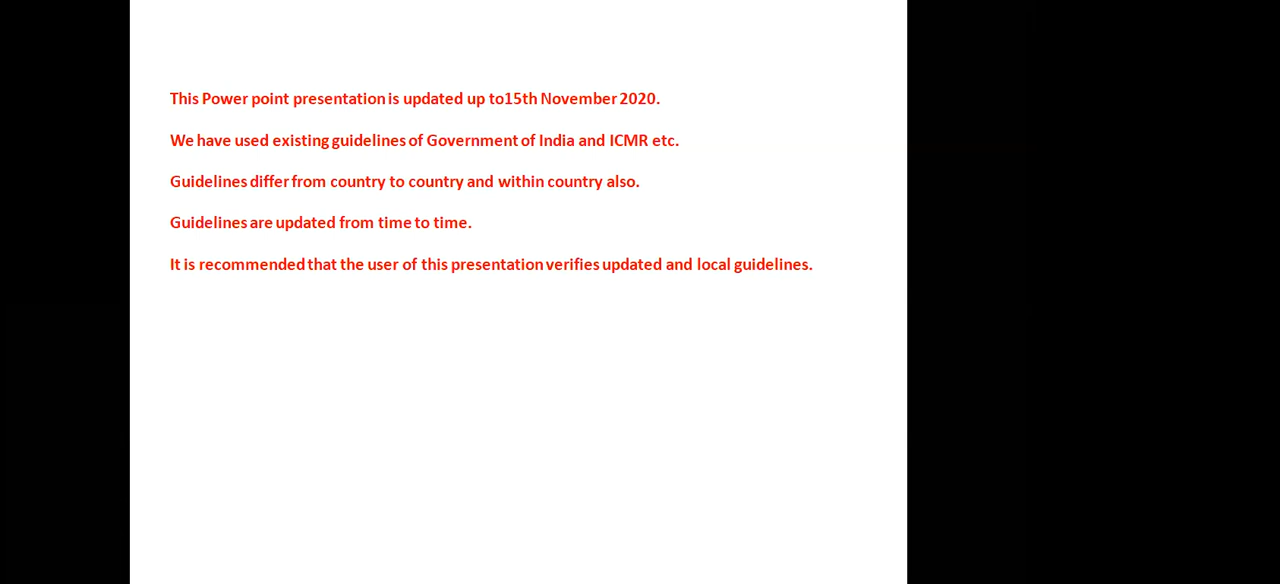 This Power point presentation is updated up to15th November 2020.
We have used existing guidelines of Government of India and ICMR etc.
Guidelines differ from country to country and within country also.
Guidelines are updated from time to time.
It is recommended that the user of this presentation verifies updated and local guidelines.